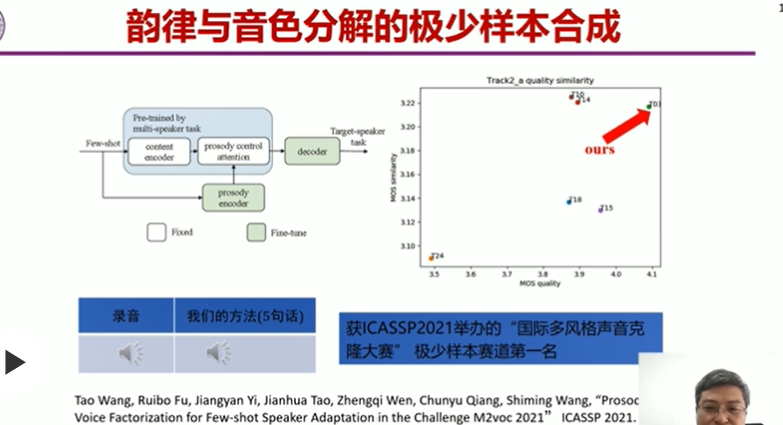 韵律与音色分解的极少样本合成
1
Pre-trained by
multi-speaker task
Few-shot
content
encoder
prosody control
attention
decoder
Target-speaker
task
prosody
encoder
Fixed
Fine-tune
Track2_a quality similarity
MOS similarity
3.22
3.20
3.18
3.16
3.14
3.12
3.10
T10
T14
T03
ours
T18
T15
T24
3.5 3.6 3.7 3.8 3.9 4.0 4.1
MOS quality
录音 我们的方法(5句话)
获ICASSP2021举办的“国际多风格声音克
隆大赛” 极少样本赛道第一名
Tao Wang, Ruibo Fu, Jiangyan Yi, Jianhua Tao, Zhengqi Wen, Chunyu Qiang, Shiming Wang, “Prosod
Voice Factorization for Few-shot Speaker Adaptation in the Challenge M2voc 2021” ICASSP 2021.